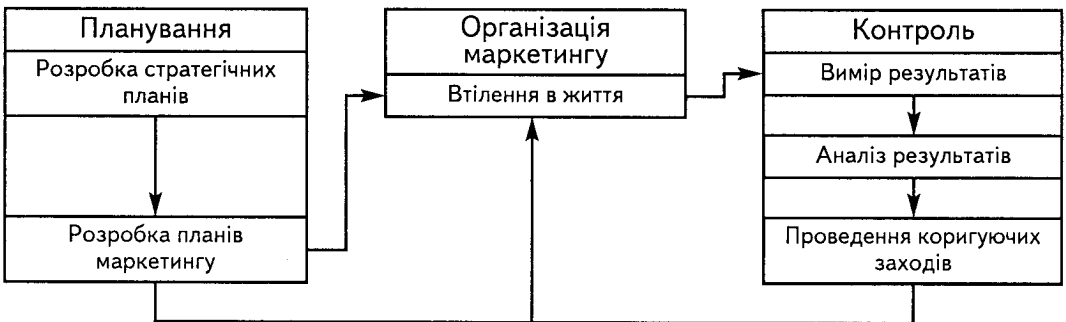 Планування
Розробка стратегічних
планів
Розробка планів
маркетингу
Організація
маркетингу
Втілення в життя
Контроль
Вимір результатів
Аналіз результатів
Проведення коригуючих
заходів